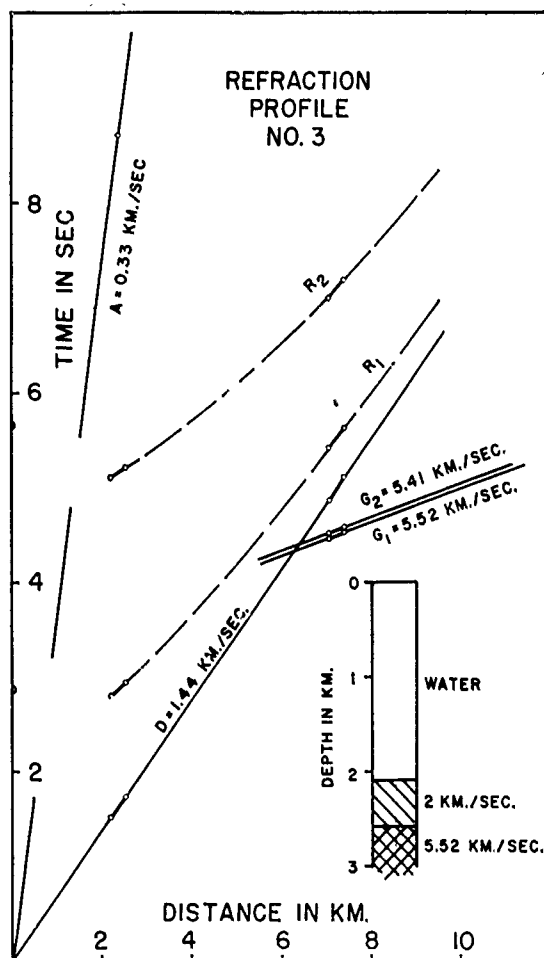 REFRACTION
PROFILE
NO. 3
TIME IN SEC
8
6
4
2
A = 0.33 KM./SEC
R2
R1
G2 = 5.41 KM./SEC.
G1 = 5.52 KM./SEC.
D = 1.44 KM./SEC.
DEPTH IN KM.
0
1
2
3
WATER
2 KM./SEC.
5.52 KM./SEC.
DISTANCE IN KM.
2
4
6
8
10